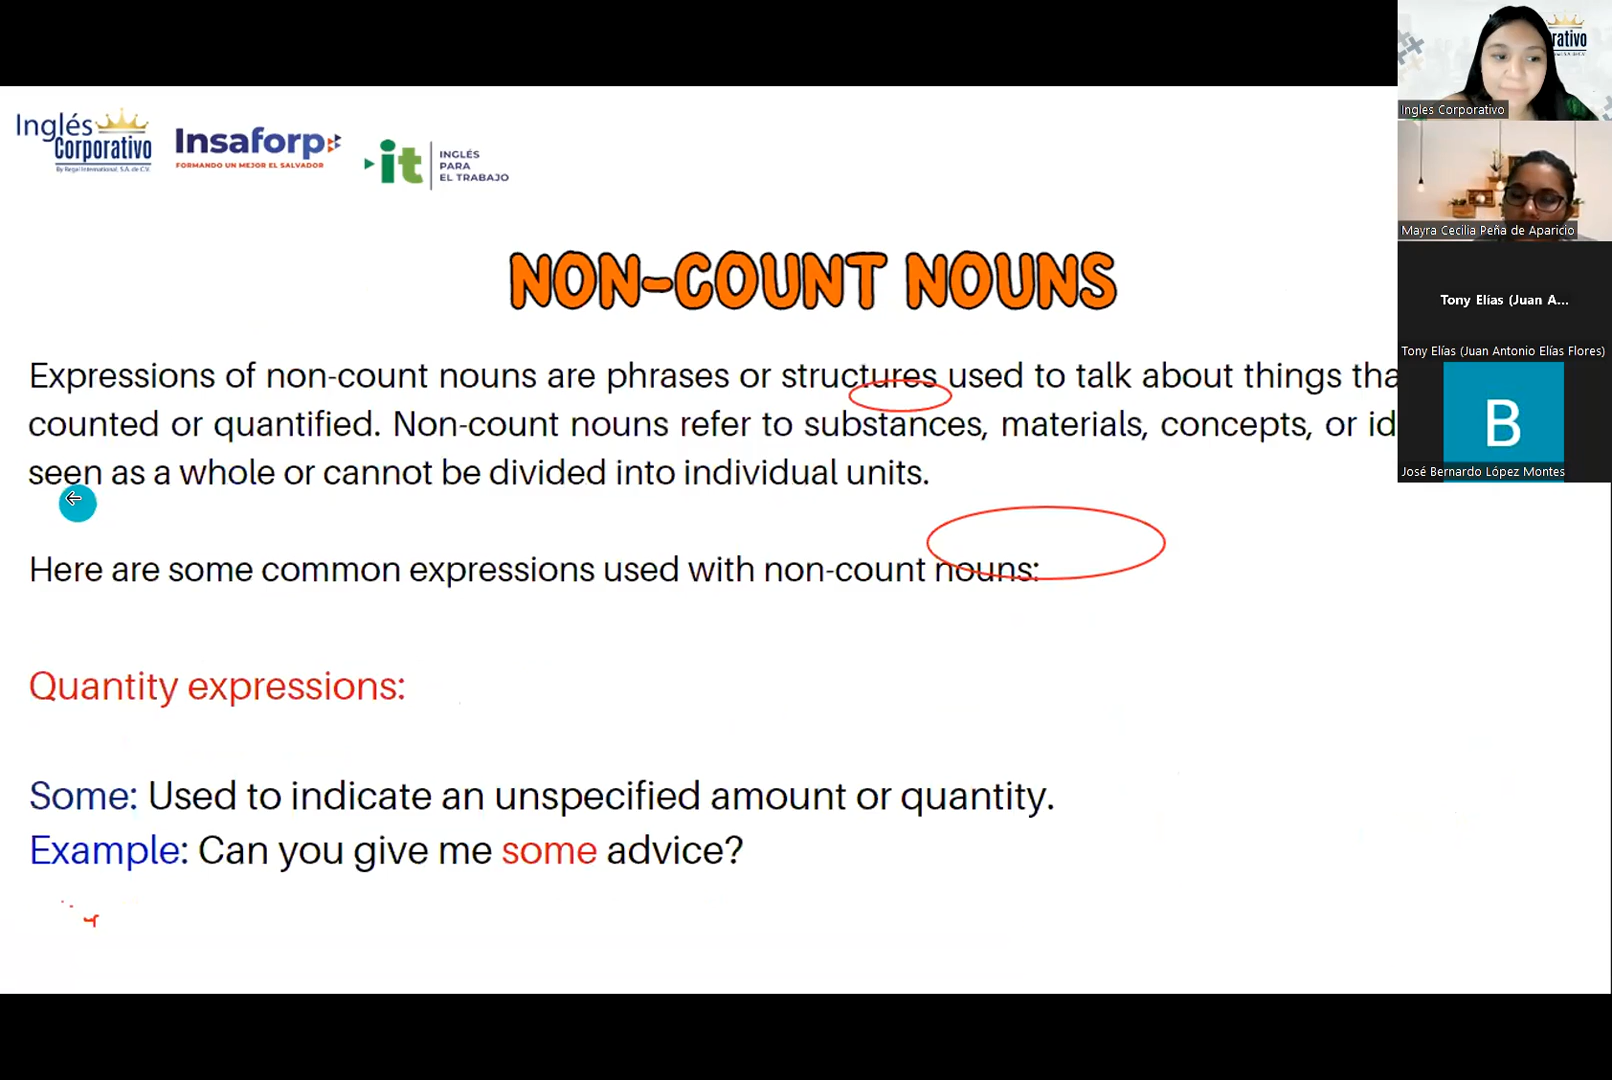 Inglés
Corporativo
By Regal International, S.A. de C.V.
Insaforp
FORMANDO UN MEJOR EL SALVADOR
it
INGLÉS
PARA
EL TRABAJO
NON-COUNT NOUNS
Expressions of non-count nouns are phrases or structures used to talk about things tha
counted or quantified. Non-count nouns refer to substances, materials, concepts, or id
seen as a whole or cannot be divided into individual units.
Here are some common expressions used with non-count nouns:
Quantity expressions:
Some: Used to indicate an unspecified amount or quantity.
Example: Can you give me some advice?
rativo
Ingles Corporativo
Mayra Cecilia Peña de Aparicio
Tony Elías (Juan A...
Tony Elías (Juan Antonio Elías Flores)
B
José Bernardo López Montes